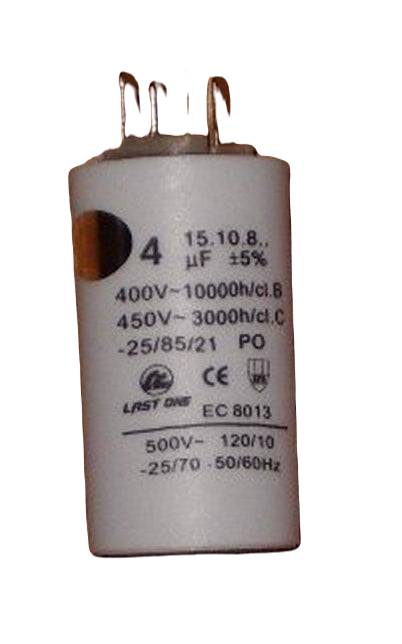 4 15.10.8.,
µF ±5%
400V~10000h/cl.B
450V~ 3000h/cl.C
-25/85/21 PO
CE
LAST ONE
EC 8013
500V~ 120/10
-25/70 - 50/60Hz